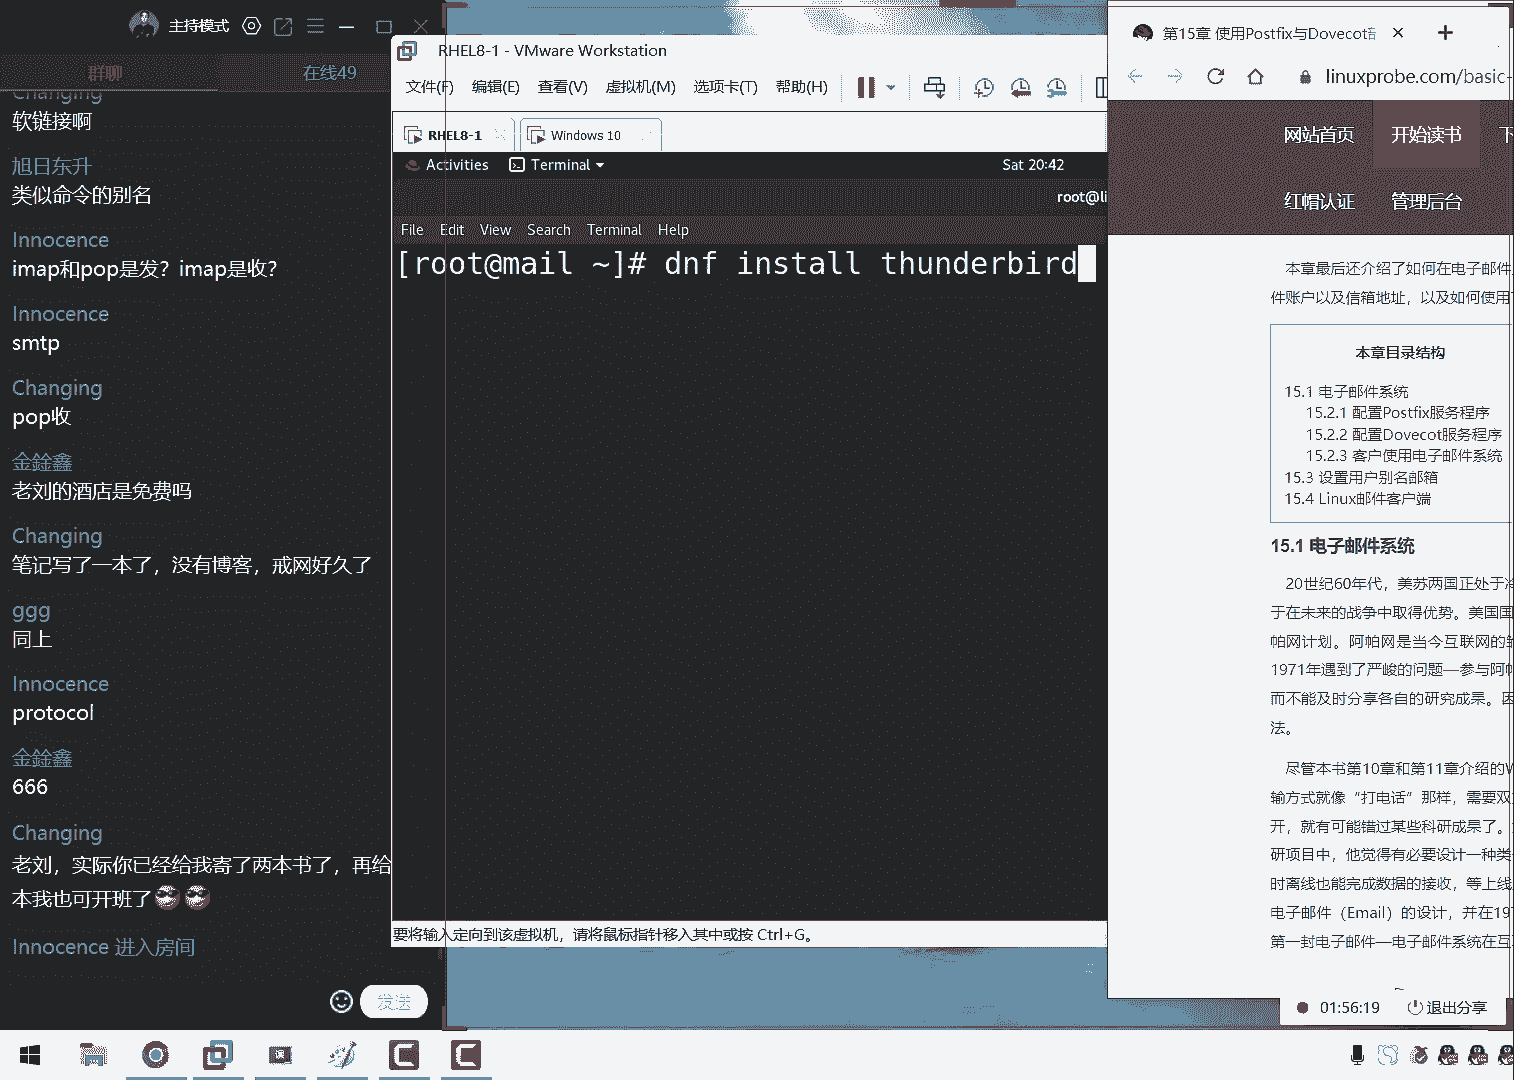 主持模式
群聊
在线49
Changing
软链接啊
旭日东升
类似命令的别名
Innocence
imap和pop是发？imap是收？
Innocence
smtp
Changing
pop收
金鍂鑫
老刘的酒店是免费吗
Changing
笔记写了一本了，没有博客，戒网好久了
ggg
同上
Innocence
protocol
金鍂鑫
666
Changing
老刘，实际你已经给我寄了两本书了，再给
本我也可开班了
Innocence 进入房间
发送
RHEL8-1 - VMware Workstation
文件(F) 编辑(E) 查看(V) 虚拟机(M) 选项卡(T) 帮助(H)
RHEL8-1
Windows 10
Activities
Terminal
Sat 20:42
root@li
File Edit View Search Terminal Help
[root@mail ~]# dnf install thunderbird
要将输入定向到该虚拟机，请将鼠标指针移入其中或按 Ctrl+G。
第15章 使用Postfix与Dovecot
linuxprobe.com/basic-
网站首页
开始读书
红帽认证
管理后台
本章最后还介绍了如何在电子邮件
件账户以及信箱地址，以及如何使用
本章目录结构
15.1 电子邮件系统
15.2.1 配置Postfix服务程序
15.2.2 配置Dovecot服务程序
15.2.3 客户使用电子邮件系统
15.3 设置用户别名邮箱
15.4 Linux邮件客户端
15.1 电子邮件系统
20世纪60年代，美苏两国正处于冷
于在未来的战争中取得优势。美国国
帕网计划。阿帕网是当今互联网的
1971年遇到了严峻的问题—参与阿帕
而不能及时分享各自的研究成果。因
法。
尽管本书第10章和第11章介绍的V
输方式就像“打电话”那样，需要双
开，就有可能错过某些科研成果了。
研项目中，他觉得有必要设计一种类
时离线也能完成数据的接收，等上线
电子邮件（Email）的设计，并在197
第一封电子邮件—电子邮件系统在互
01:56:19
退出分享